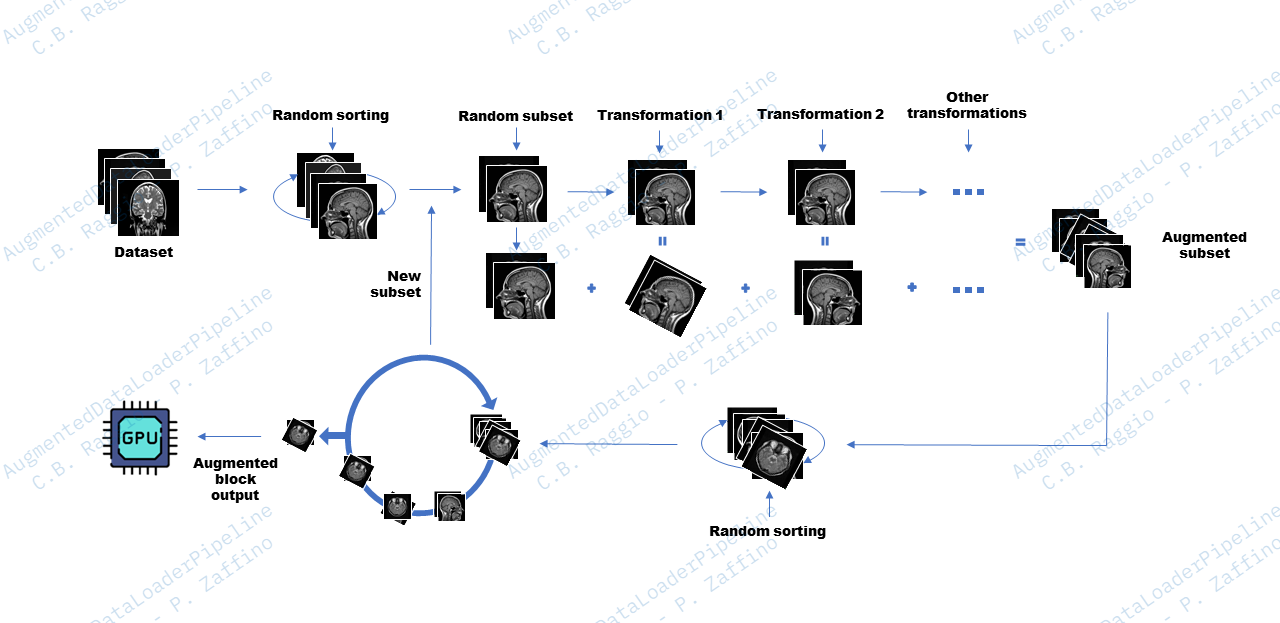 AugmentedDataLoaderPipeline
C.B. Raggio - P. Zaffino
Other
transformations
Random sorting
Random subset
Transformation 1
Transformation 2
Dataset
New
subset
Augmented
subset
GPU
Augmented
block
output
Random sorting